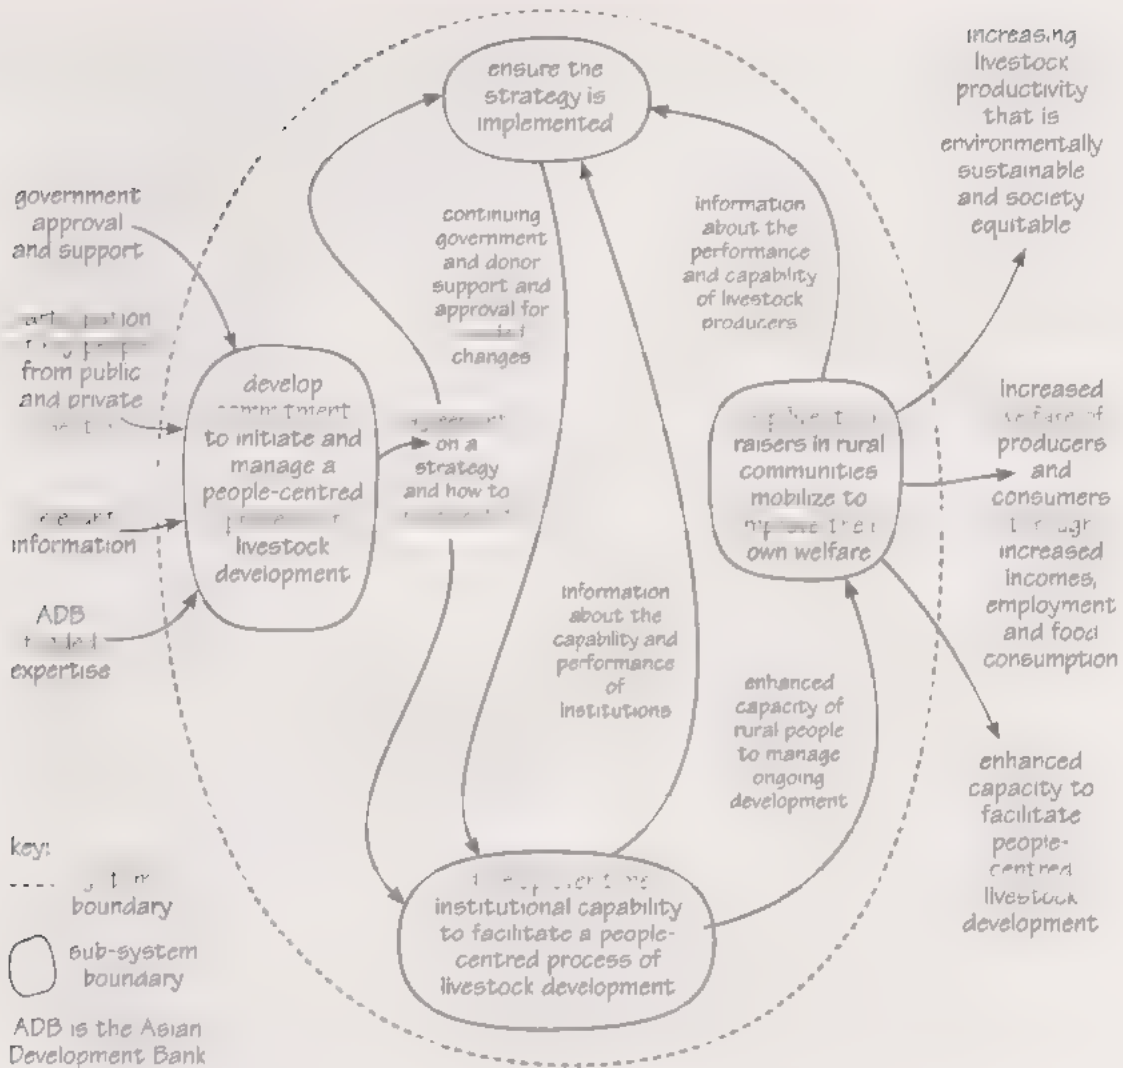 ensure the
strategy is
implemented
increasing
livestock
productivity
that is
environmentally
sustainable
and society
equitable
government
approval
and support
from public
and private
information
ADB
expertise
develop
to initiate and
manage a
people-centred
livestock
development
on a
strategy
and how to
continuing
government
and donor
support and
approval for
changes
information
about the
performance
and capability
of livestock
producers
raisers in rural
communities
mobilize to
own welfare
increased
welfare of
producers
and
consumers
through
increased
incomes,
employment
and food
consumption
information
about the
capability and
performance
of
institutions
enhanced
capacity of
rural people
to manage
ongoing
development
institutional capability
to facilitate a people-
centred process of
livestock development
enhanced
capacity to
facilitate
people-
centred
livestock
development
key:
boundary
sub-system
boundary
ADB is the Asian
Development Bank